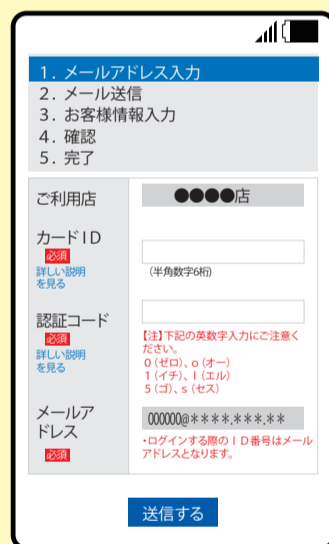 1. メールアドレス入力
2. メール送信
3. お客様情報入力
4. 確認
5. 完了
ご利用店
●●●●店
カードID
必須
詳しい説明
を見る
(半角数字6桁)
認証コード
必須
詳しい説明
を見る
【注】下記の英数字入力にご注意く
ださい。
0(ゼロ)、o(オー)
1(イチ)、l(エル)
5(ゴ)、s(セス)
メールア
ドレス
必須
000000@****.***.**
・ログインする際のID番号はメール
アドレスとなります。
送信する